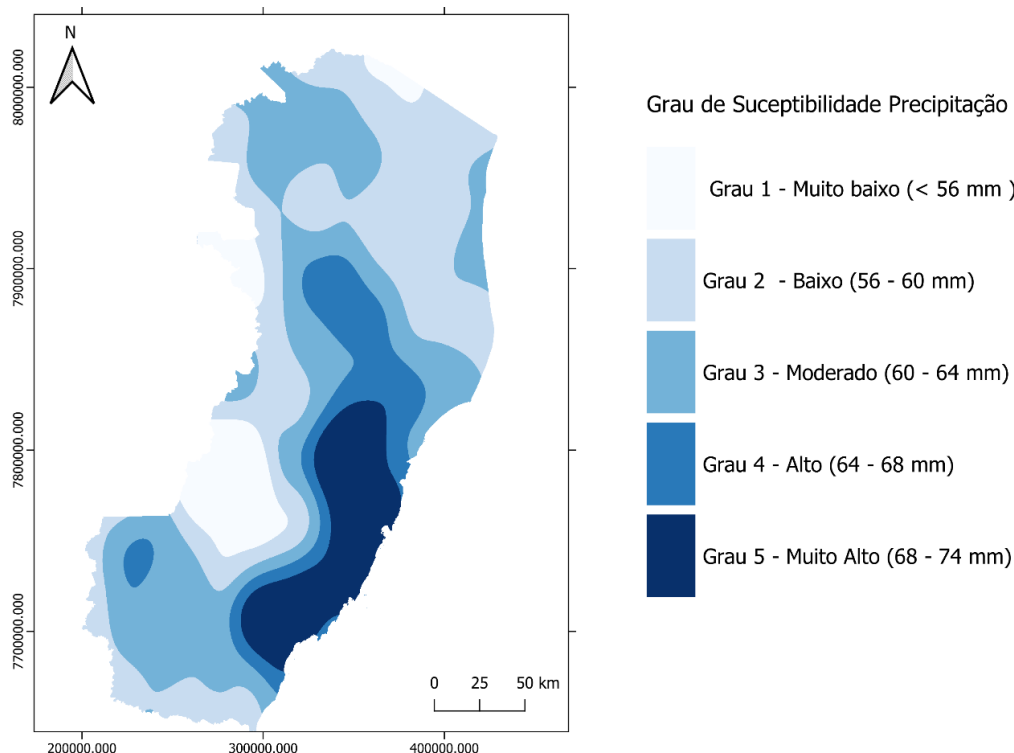 N
8000000.000
7900000.000
7800000.000
7700000.000
200000.000
300000.000
400000.000
0 25 50 km
Grau de Suceptibilidade Precipitação
Grau 1 - Muito baixo (< 56 mm )
Grau 2 - Baixo (56 - 60 mm)
Grau 3 - Moderado (60 - 64 mm)
Grau 4 - Alto (64 - 68 mm)
Grau 5 - Muito Alto (68 - 74 mm)